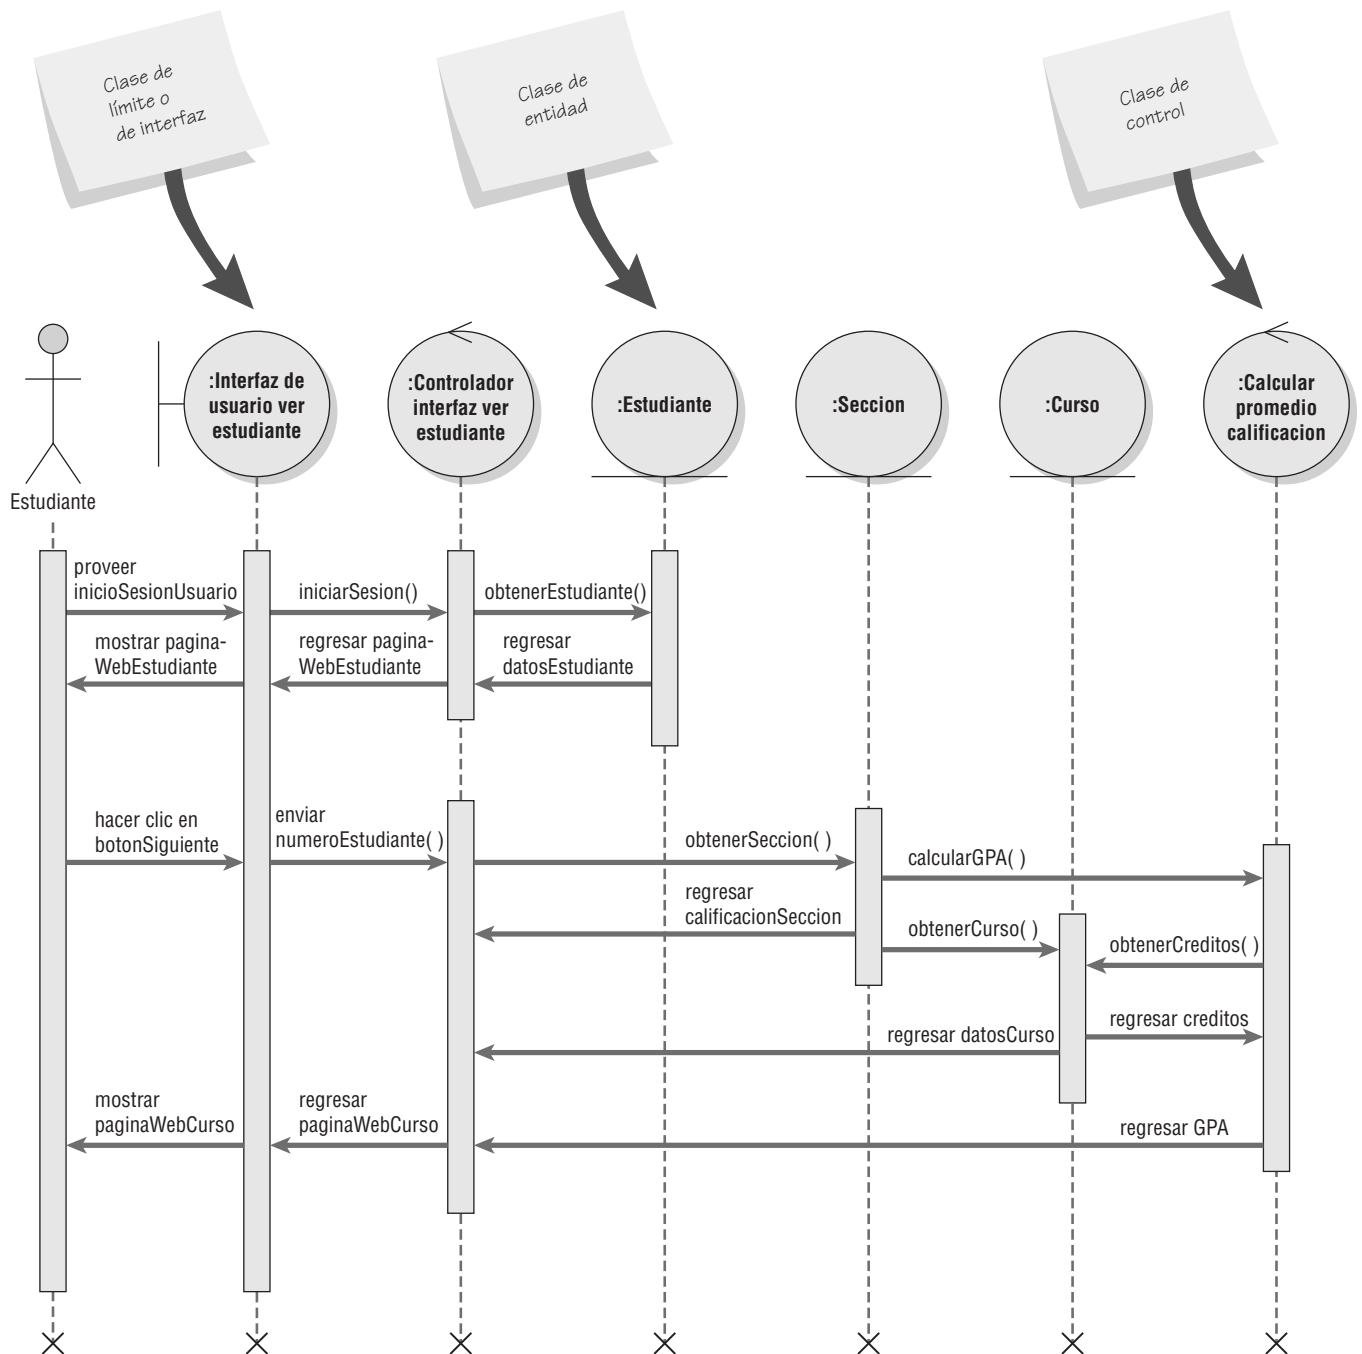 Clase de
límite o
de interfaz
Clase de
entidad
Clase de
control
:Interfaz de
usuario ver
estudiante
:Controlador
interfaz ver
estudiante
:Estudiante
:Seccion
:Curso
:Calcular
promedio
calificacion
Estudiante
proveer
inicioSesionUsuario
iniciarSesion()
obtenerEstudiante()
mostrar pagina-
WebEstudiante
regresar pagina-
WebEstudiante
regresar
datosEstudiante
hacer clic en
botonSiguiente
enviar
numeroEstudiante( )
obtenerSeccion( )
calcularGPA( )
regresar
calificacionSeccion
obtenerCurso( )
obtenerCreditos( )
regresar creditos
regresar datosCurso
mostrar
paginaWebCurso
regresar
paginaWebCurso
regresar GPA